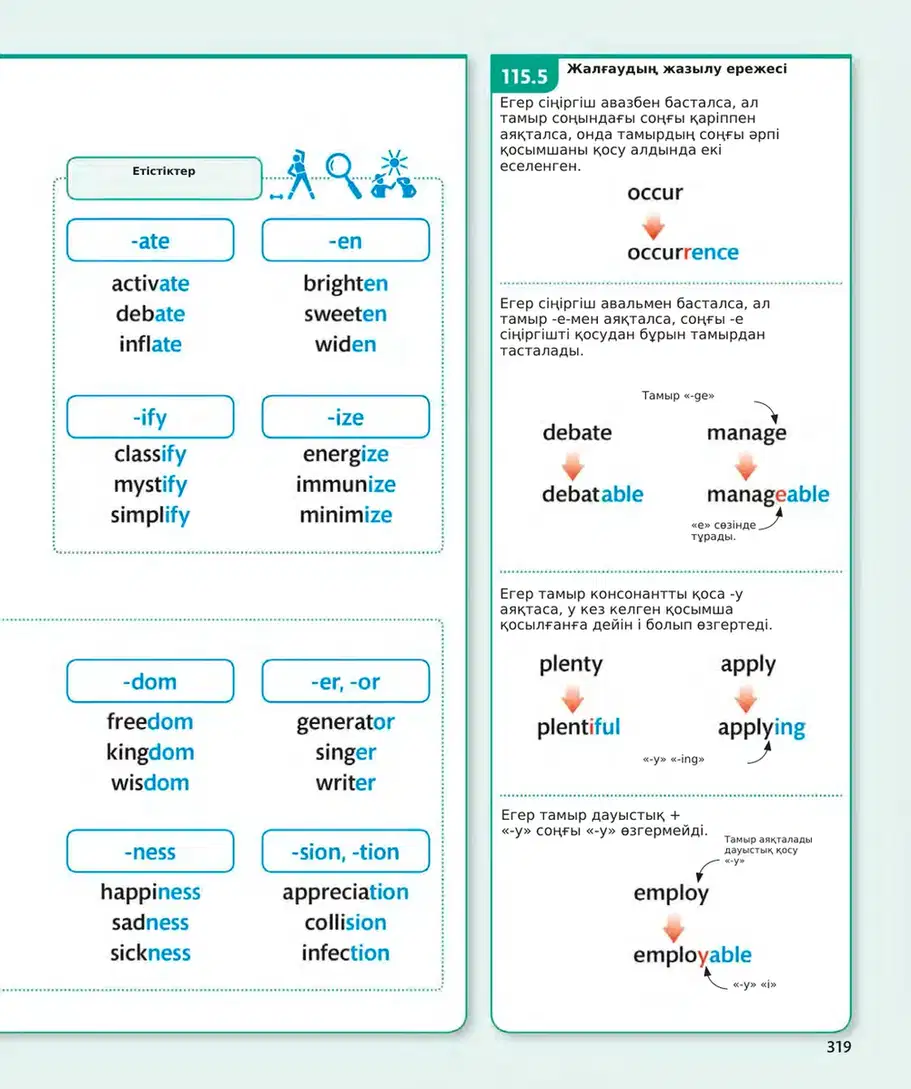 Етістіктер
-ate
-en
activate
brighten
debate
sweeten
inflate
widen
-ify
-ize
classify
energize
mystify
immunize
simplify
minimize
-dom
-er, -or
freedom
generator
kingdom
singer
wisdom
writer
-ness
-sion, -tion
happiness
appreciation
sadness
collision
sickness
infection
115.5
Жалғаудың жазылу ережесі
Егер сіңіргіш авазбен басталса, ал
тамыр соңындағы соңғы қаріппен
аяқталса, онда тамырдың соңғы әрпі
қосымшаны қосу алдында екі
еселенген.
occur
occurrence
Егер сіңіргіш авальмен басталса, ал
тамыр -е-мен аяқталса, соңғы -е
сіңіргішті қосудан бұрын тамырдан
тасталады.
Тамыр «-ge»
debate
manage
debatable
manageable
«е» сөзінде
тұрады.
Егер тамыр консонантты қоса -у
аяқтаса, у кез келген қосымша
қосылғанға дейін і болып өзгертеді.
plenty
apply
plentiful
applying
«-y» «-ing»
Егер тамыр дауыстық +
«-у» соңғы «-у» өзгермейді.
Тамыр аяқталады
дауыстық қосу
«-у»
employ
employable
«-у» «і»
319